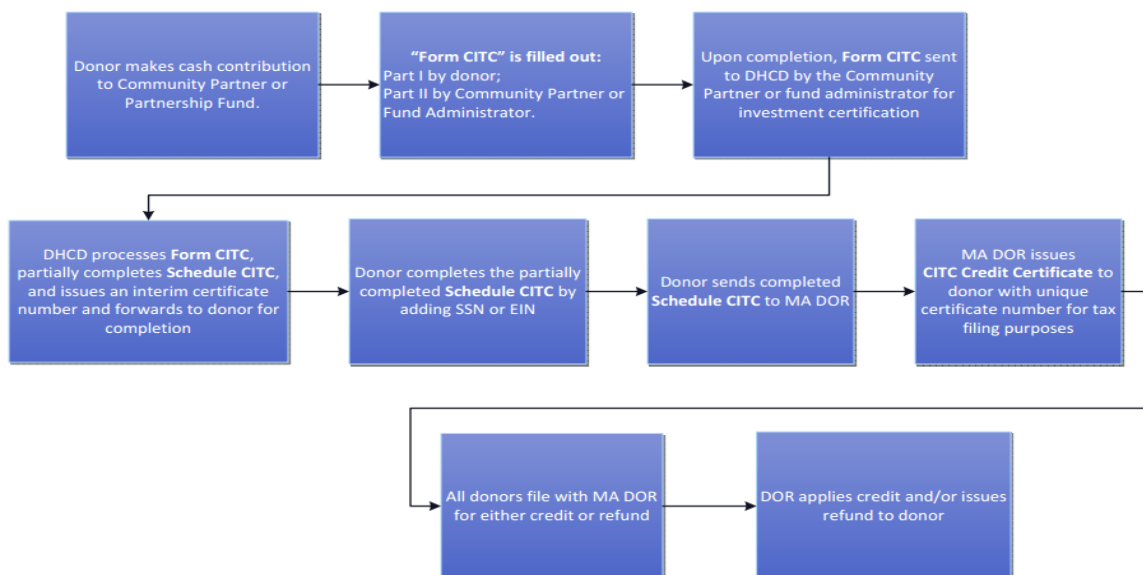 Donor makes cash contribution
to Community Partner or
Partnership Fund.
“Form CITC” is filled out:
Part I by donor;
Part II by Community Partner or
Fund Administrator.
Upon completion, Form CITC sent
to DHCD by the Community
Partner or fund administrator for
investment certification
DHCD processes Form CITC,
partially completes Schedule CITC,
and issues an interim certificate
number and forwards to donor for
completion
Donor completes the partially
completed Schedule CITC by
adding SSN or EIN
Donor sends completed
Schedule CITC to MA DOR
MA DOR issues
CITC Credit Certificate to
donor with unique
certificate number for tax
filing purposes
All donors file with MA DOR
for either credit or refund
DOR applies credit and/or issues
refund to donor